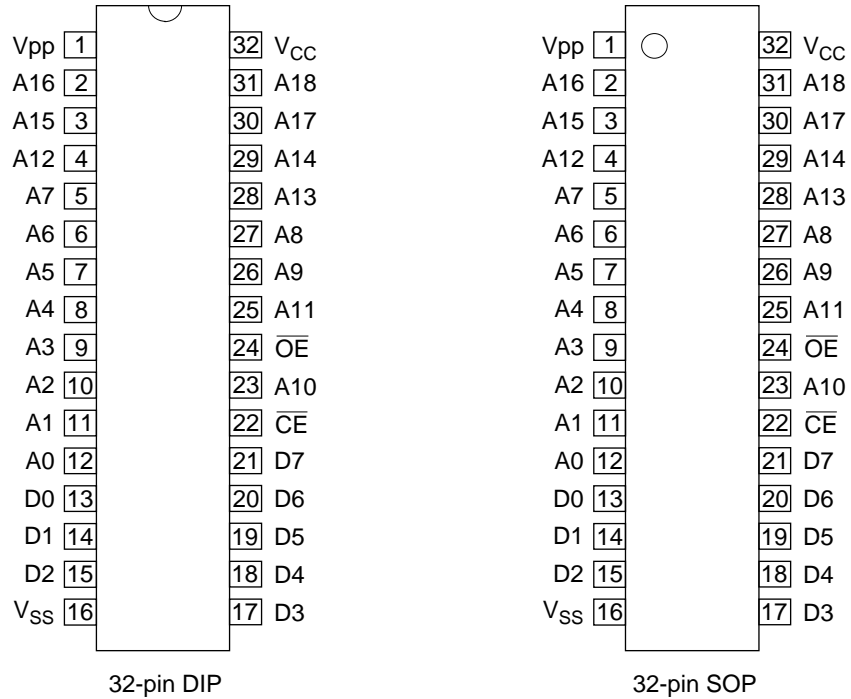 Vpp 1 32 VCC
A16 2 31 A18
A15 3 30 A17
A12 4 29 A14
A7 5 28 A13
A6 6 27 A8
A5 7 26 A9
A4 8 25 A11
A3 9 24 O̅E̅
A2 10 23 A10
A1 11 22 C̅E̅
A0 12 21 D7
D0 13 20 D6
D1 14 19 D5
D2 15 18 D4
VSS 16 17 D3
32-pin DIP
Vpp 1 32 VCC
A16 2 31 A18
A15 3 30 A17
A12 4 29 A14
A7 5 28 A13
A6 6 27 A8
A5 7 26 A9
A4 8 25 A11
A3 9 24 O̅E̅
A2 10 23 A10
A1 11 22 C̅E̅
A0 12 21 D7
D0 13 20 D6
D1 14 19 D5
D2 15 18 D4
VSS 16 17 D3
32-pin SOP